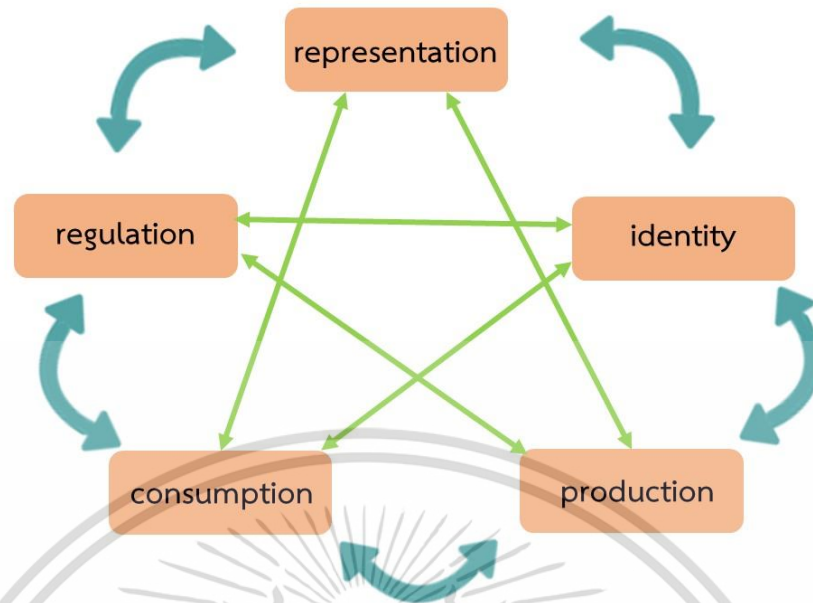 representation
regulation
identity
consumption
production